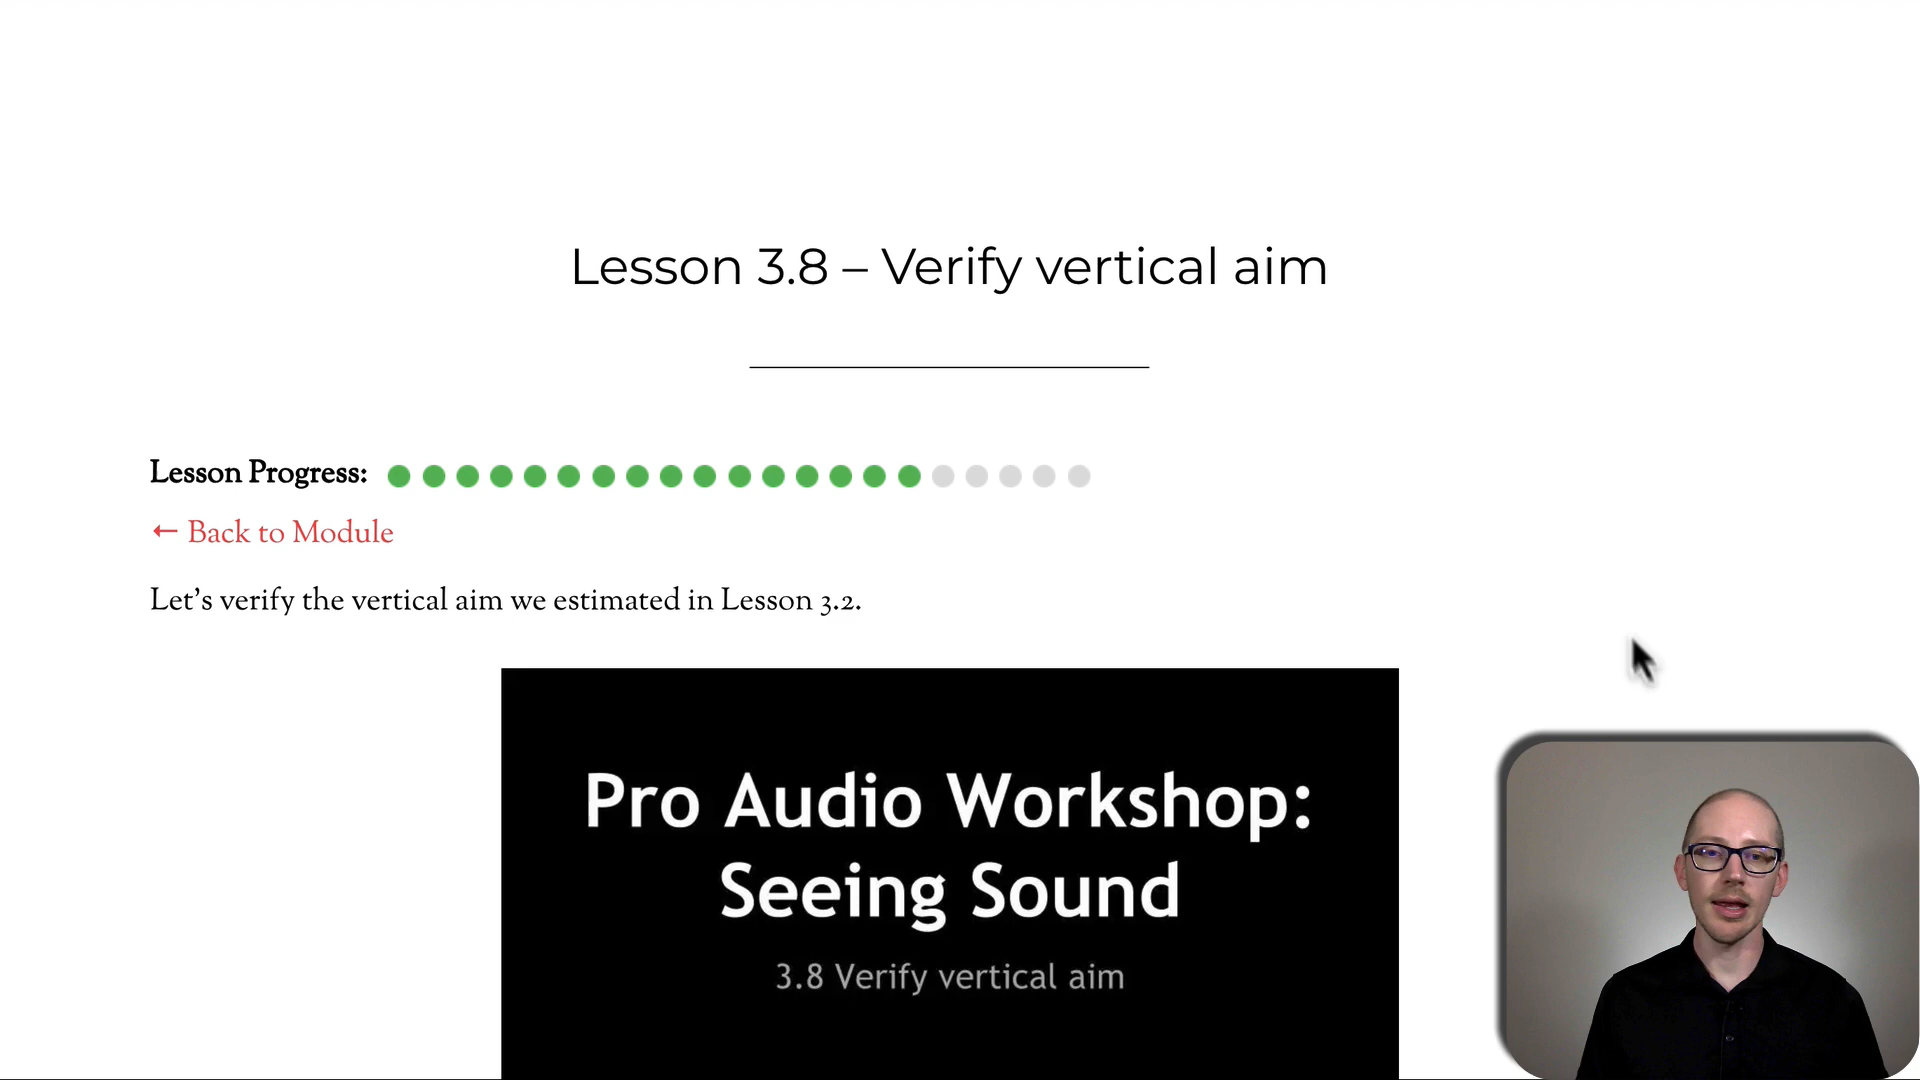 Lesson 3.8 – Verify vertical aim
Lesson Progress:
← Back to Module
Let’s verify the vertical aim we estimated in Lesson 3.2.
Pro Audio Workshop:
Seeing Sound
3.8 Verify vertical aim